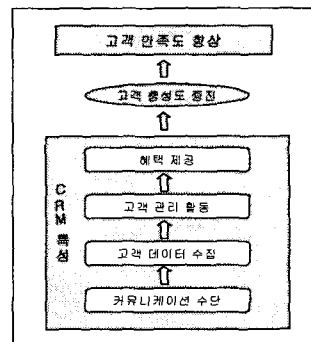 고객 만족도 향상
고객 충성도 증진
CRM 특성
혜택 제공
고객 관리 활동
고객 데이터 수집
커뮤니케이션 수단